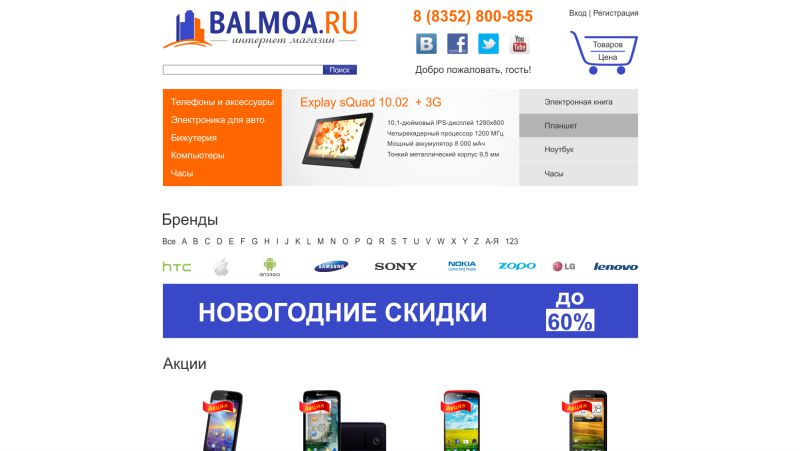 BALMOA.RU
интернет магазин
8 (8352) 800-855
Вход | Регистрация
B
f
You
Tube
Товаров
Цена
Поиск
Добро пожаловать, гость!
Телефоны и аксессуары
Электроника для авто
Бижутерия
Компьютеры
Часы
Explay sQuad 10.02 + 3G
10,1-дюймовый IPS-дисплей 1280x800
Четырехядерный процессор 1200 МГц
Мощный аккумулятор 8 000 мАч
Тонкий металлический корпус 9,5 мм
Электронная книга
Планшет
Ноутбук
Часы
Бренды
Все A B C D E F G H I J K L M N O P Q R S T U V W X Y Z А-Я 123
hTC
ANDROID
SAMSUNG
SONY
NOKIA
Connecting People
ZOPO
LG
lenovo
НОВОГОДНИЕ СКИДКИ
до
60%
Акции
Акция
Акция
Акция
Акция